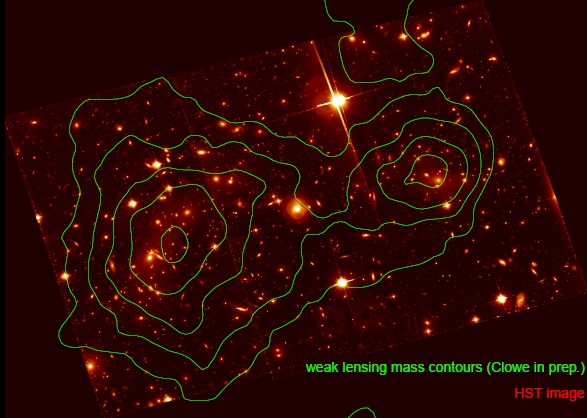 weak lensing mass contours (Clowe in prep.)
HST image